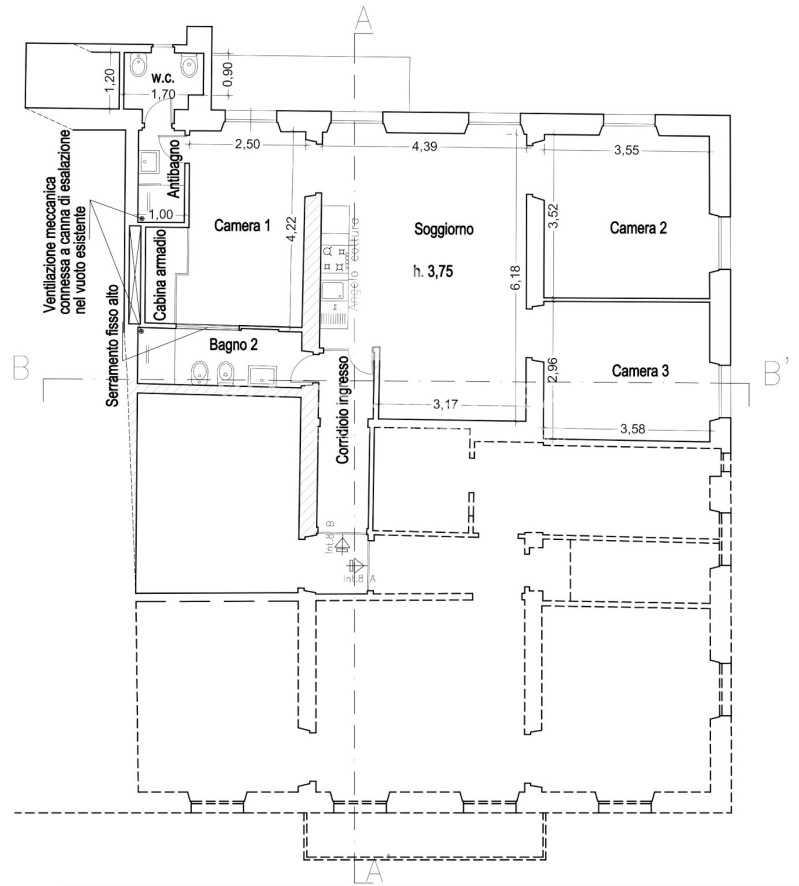 A
W.C.
1,20
1,70
0,90
2,50
4,39
3,55
Antibagno
Ventilazione meccanica
connessa a canna di esalazione
nel vuoto esistente
1,00
Camera 1
4,22
Soggiorno
h. 3,75
3,52
Camera 2
6,18
Cabina armadio
Angolo cottura
Serramento fisso alto
Bagno 2
Camera 3
B
B'
2,96
Corridioio ingresso
3,17
3,58
Int.8 B
Int.8 A
A'